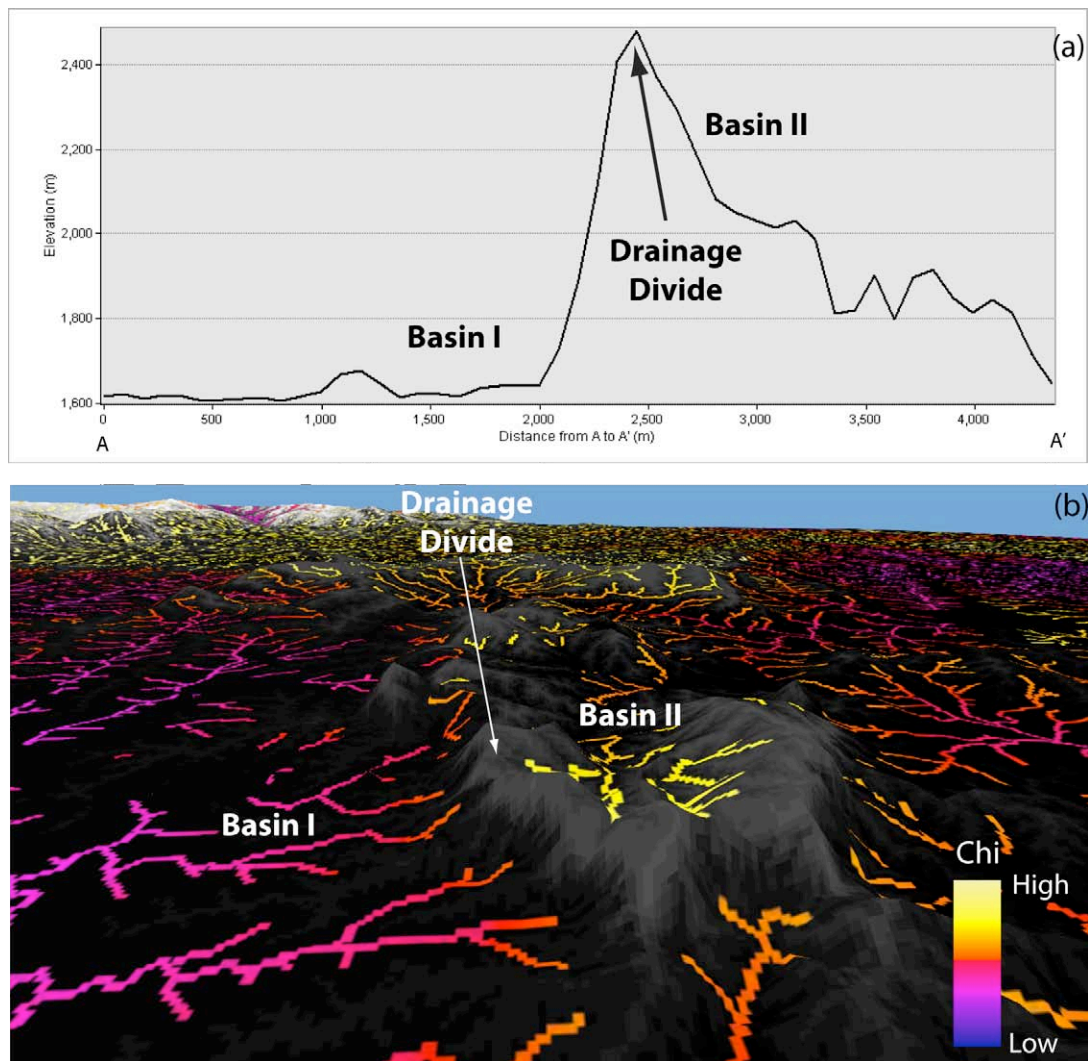 (a)
2,400
2,200
2,000
1,800
1,600
Elevation (m)
Basin II
Drainage
Divide
Basin I
0
500
1,000
1,500
2,000
2,500
3,000
3,500
4,000
A
Distance from A to A' (m)
A'
(b)
Drainage
Divide
Basin II
Basin I
Chi
High
Low